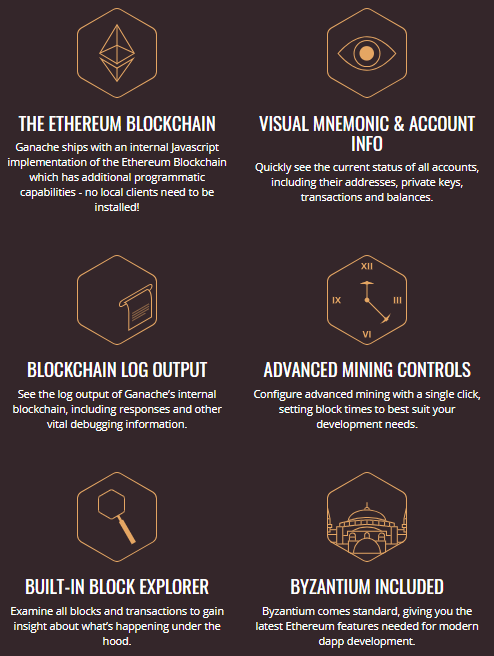 THE ETHEREUM BLOCKCHAIN
Ganache ships with an internal Javascript
implementation of the Ethereum Blockchain
which has additional programmatic
capabilities - no local clients need to be
installed!
VISUAL MNEMONIC & ACCOUNT
INFO
Quickly see the current status of all accounts,
including their addresses, private keys,
transactions and balances.
BLOCKCHAIN LOG OUTPUT
See the log output of Ganache's internal
blockchain, including responses and other
vital debugging information.
XII
IX
III
VI
ADVANCED MINING CONTROLS
Configure advanced mining with a single click,
setting block times to best suit your
development needs.
BUILT-IN BLOCK EXPLORER
Examine all blocks and transactions to gain
insight about what's happening under the
hood.
BYZANTIUM INCLUDED
Byzantium comes standard, giving you the
latest Ethereum features needed for modern
dapp development.